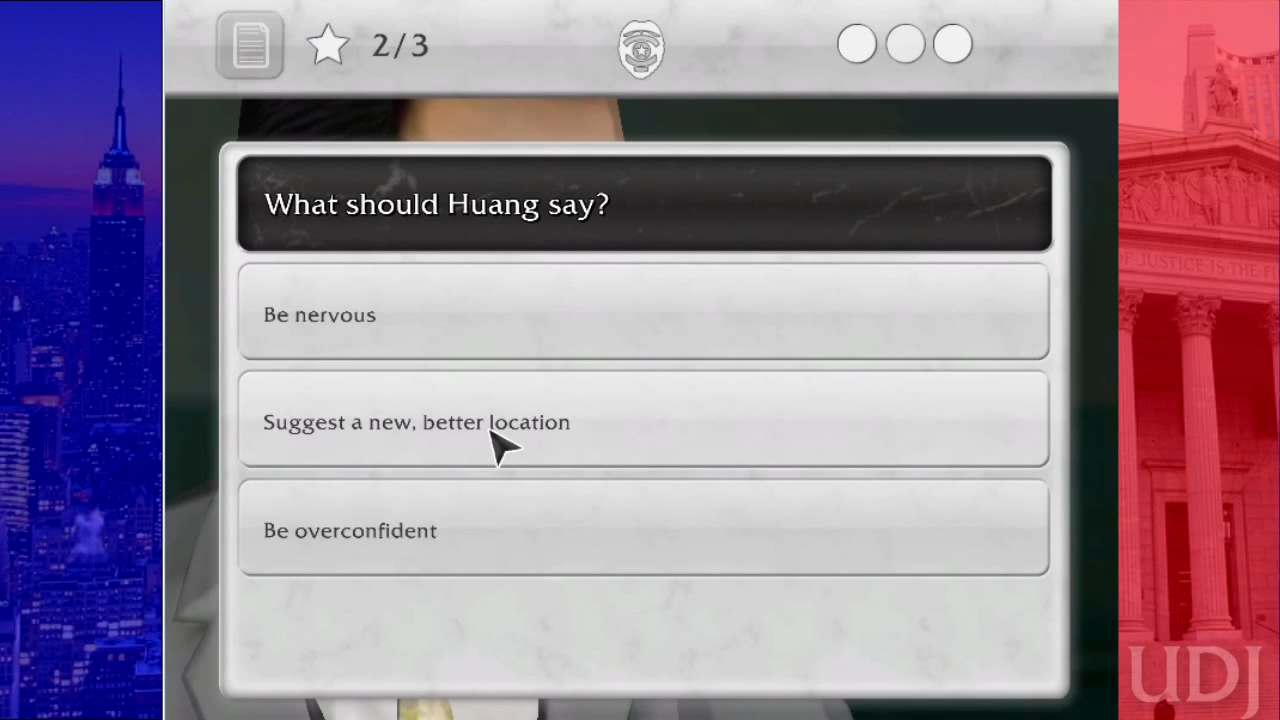 2/3
What should Huang say?
Be nervous
Suggest a new, better location
Be overconfident
OF JUSTICE IS THE FI
UDJ